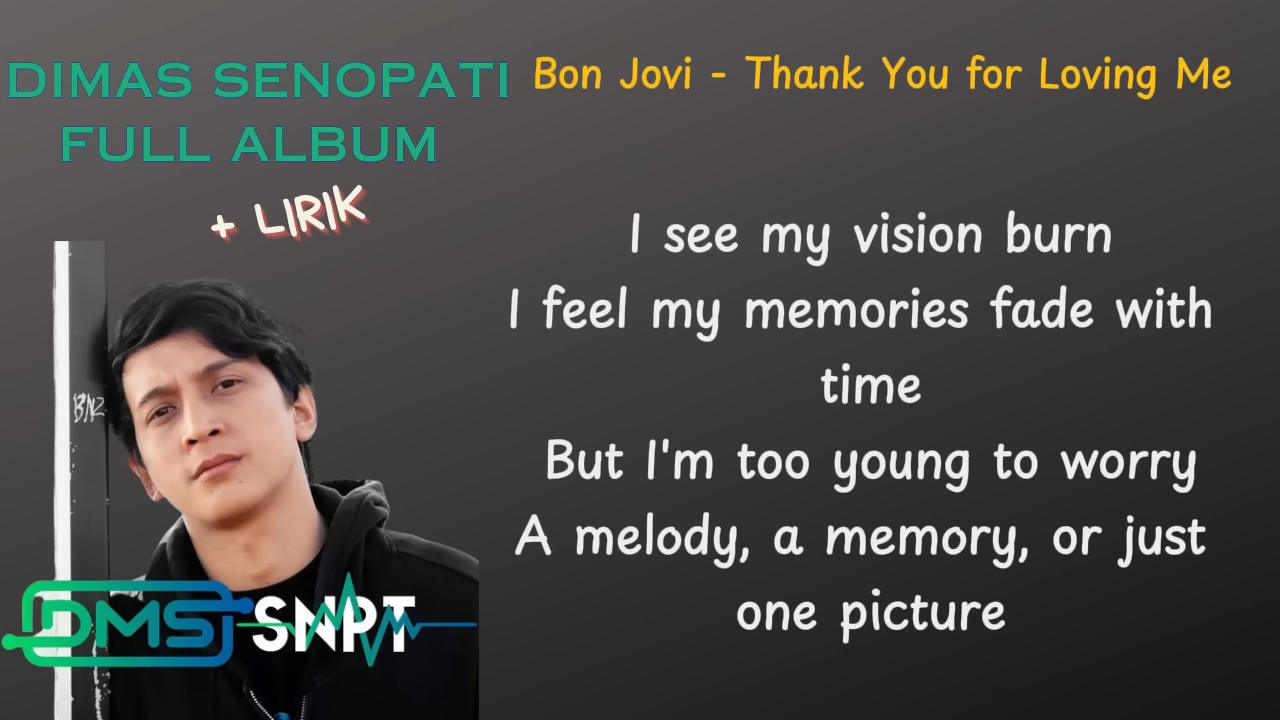 DIMAS SENOPATI
FULL ALBUM
+ LIRIK
Bon Jovi - Thank You for Loving Me
I see my vision burn
I feel my memories fade with
time
But I'm too young to worry
A melody, a memory, or just
one picture
BNZ
DMS SNPT